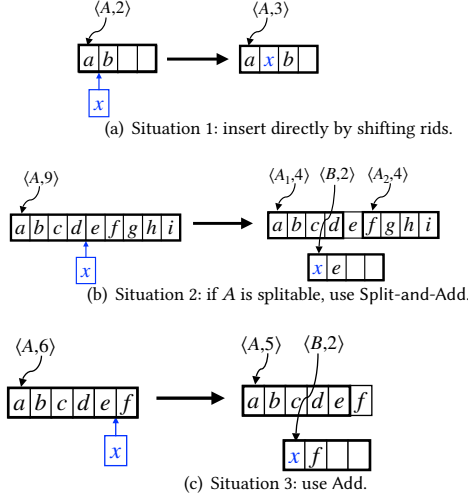 ⟨A,2⟩ ⟨A,3⟩
a b a x b
x
(a) Situation 1: insert directly by shifting rids.
⟨A,9⟩ ⟨A₁,4⟩ ⟨B,2⟩ ⟨A₂,4⟩
a b c d e f g h i a b c d e f g h i
x x e
(b) Situation 2: if A is splitable, use Split-and-Add.
⟨A,6⟩ ⟨A,5⟩ ⟨B,2⟩
a b c d e f a b c d e f
x x f
(c) Situation 3: use Add.